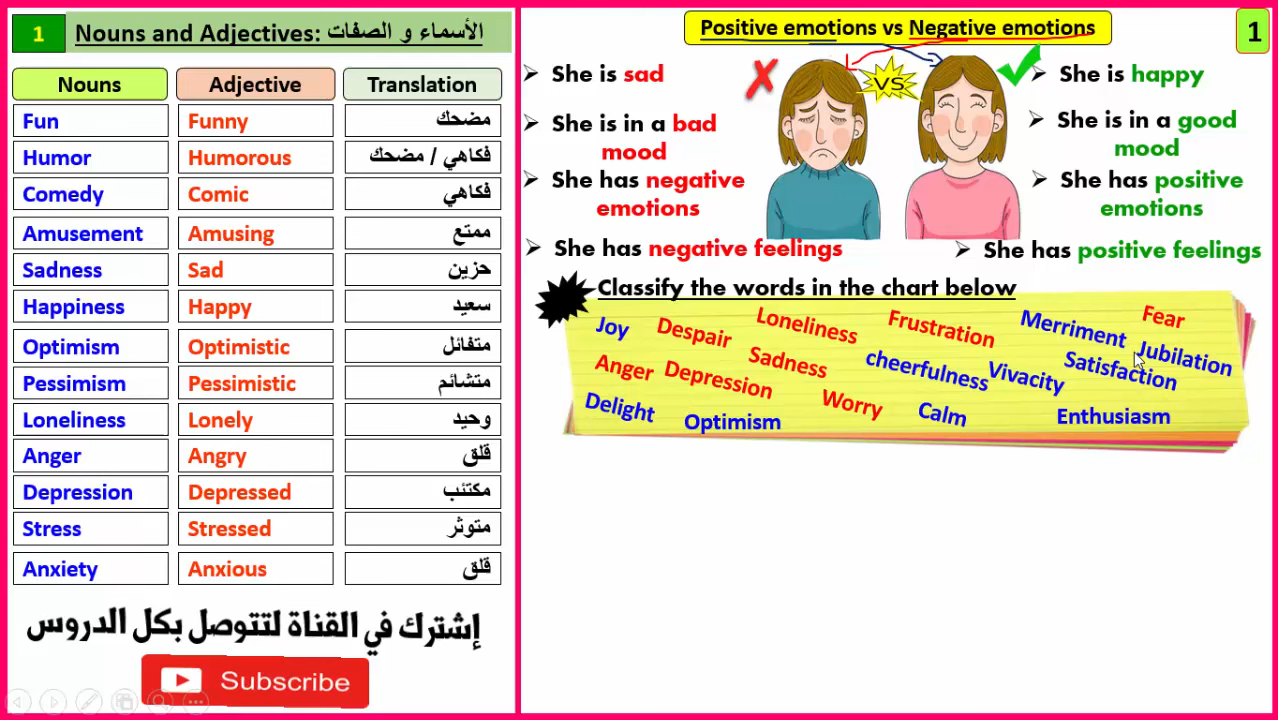 1
Nouns and Adjectives: الأسماء و الصفات
Nouns Adjective Translation
Fun Funny مضحك
Humor Humorous فكاهي / مضحك
Comedy Comic فكاهي
Amusement Amusing ممتع
Sadness Sad حزين
Happiness Happy سعيد
Optimism Optimistic متفائل
Pessimism Pessimistic متشائم
Loneliness Lonely وحيد
Anger Angry قلق
Depression Depressed مكتئب
Stress Stressed متوثر
Anxiety Anxious قلق
إشترك في القناة لتتوصل بكل الدروس
Subscribe
Positive emotions vs Negative emotions
1
She is sad
She is in a bad
mood
She has negative
emotions
She has negative feelings
VS
She is happy
She is in a good
mood
She has positive
emotions
She has positive feelings
Classify the words in the chart below
Joy Despair Loneliness Frustration Merriment Fear
Anger Depression Sadness cheerfulness Vivacity Satisfaction Jubilation
Delight Optimism Worry Calm Enthusiasm